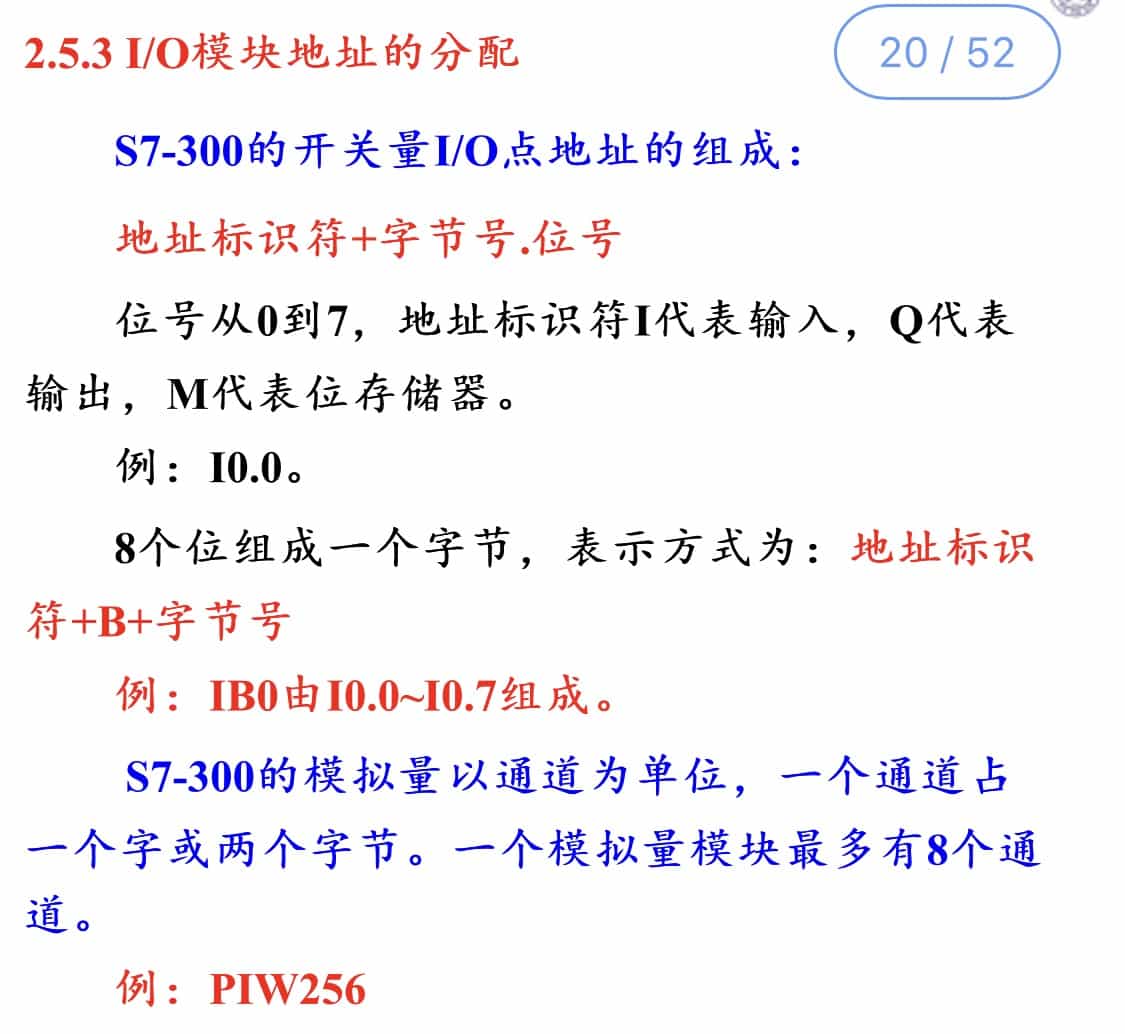 2.5.3 I/O模块地址的分配
20 / 52
S7-300的开关量I/O点地址的组成：
地址标识符+字节号.位号
位号从0到7，地址标识符I代表输入，Q代表
输出，M代表位存储器。
例：I0.0。
8个位组成一个字节，表示方式为：地址标识
符+B+字节号
例：IB0由I0.0~I0.7组成。
S7-300的模拟量以通道为单位，一个通道占
一个字或两个字节。一个模拟量模块最多有8个通
道。
例：PIW256